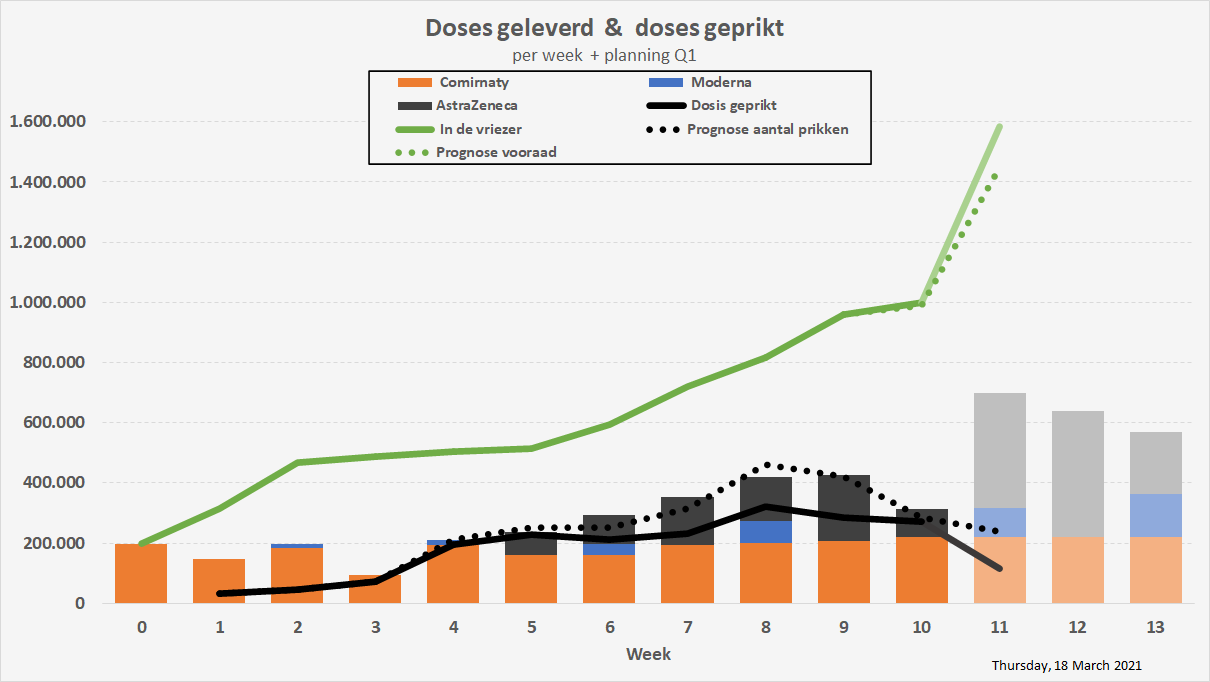 Doses geleverd & doses geprikt
per week + planning Q1
Comirnaty Moderna
AstraZeneca Dosis geprikt
In de vriezer Prognose aantal prikken
Prognose vooraad
1.600.000
1.400.000
1.200.000
1.000.000
800.000
600.000
400.000
200.000
0
0 1 2 3 4 5 6 7 8 9 10 11 12 13
Week
Thursday, 18 March 2021